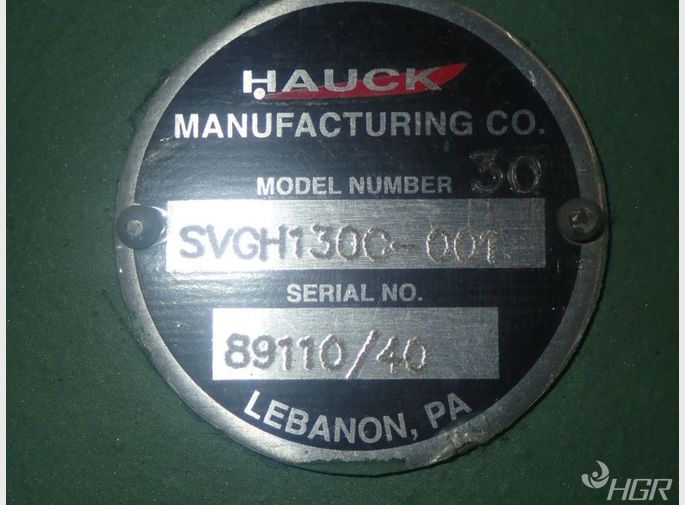 HAUCK
MANUFACTURING CO.
MODEL NUMBER 30
SVGH130C-001
SERIAL NO.
89110/40
LEBANON, PA
HGR